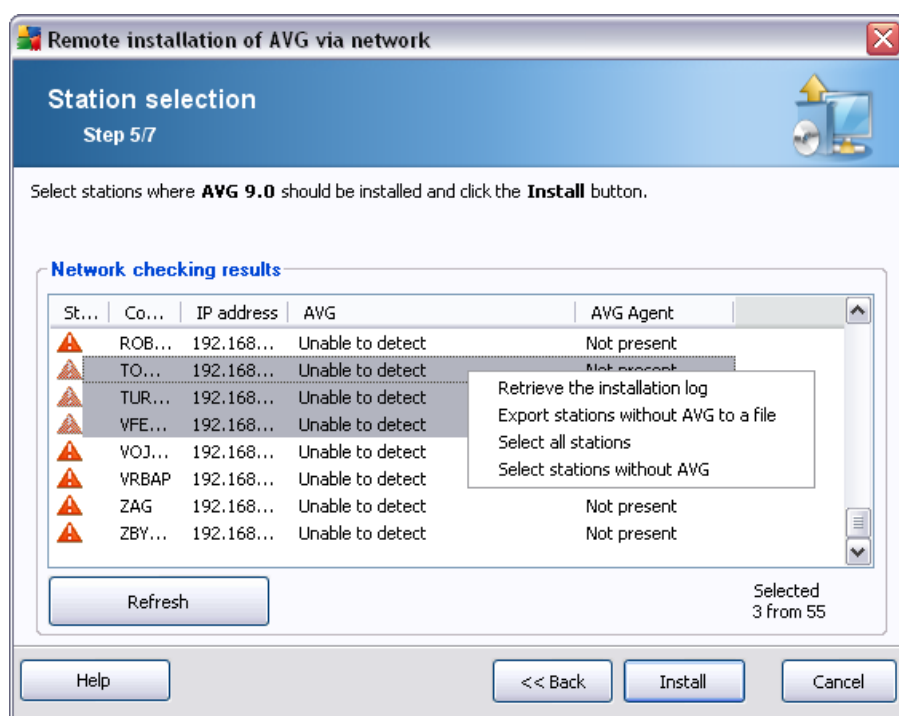 Remote installation of AVG via network
Station selection
Step 5/7
Select stations where AVG 9.0 should be installed and click the Install button.
Network checking results
St... Co... IP address AVG AVG Agent
ROB... 192.168... Unable to detect Not present
TO... 192.168... Unable to detect Not present
TUR... 192.168... Unable to detect
VFE... 192.168... Unable to detect
VOJ... 192.168... Unable to detect
VRBAP 192.168... Unable to detect
ZAG 192.168... Unable to detect Not present
ZBY... 192.168... Unable to detect Not present
Retrieve the installation log
Export stations without AVG to a file
Select all stations
Select stations without AVG
Refresh
Selected
3 from 55
Help << Back Install Cancel